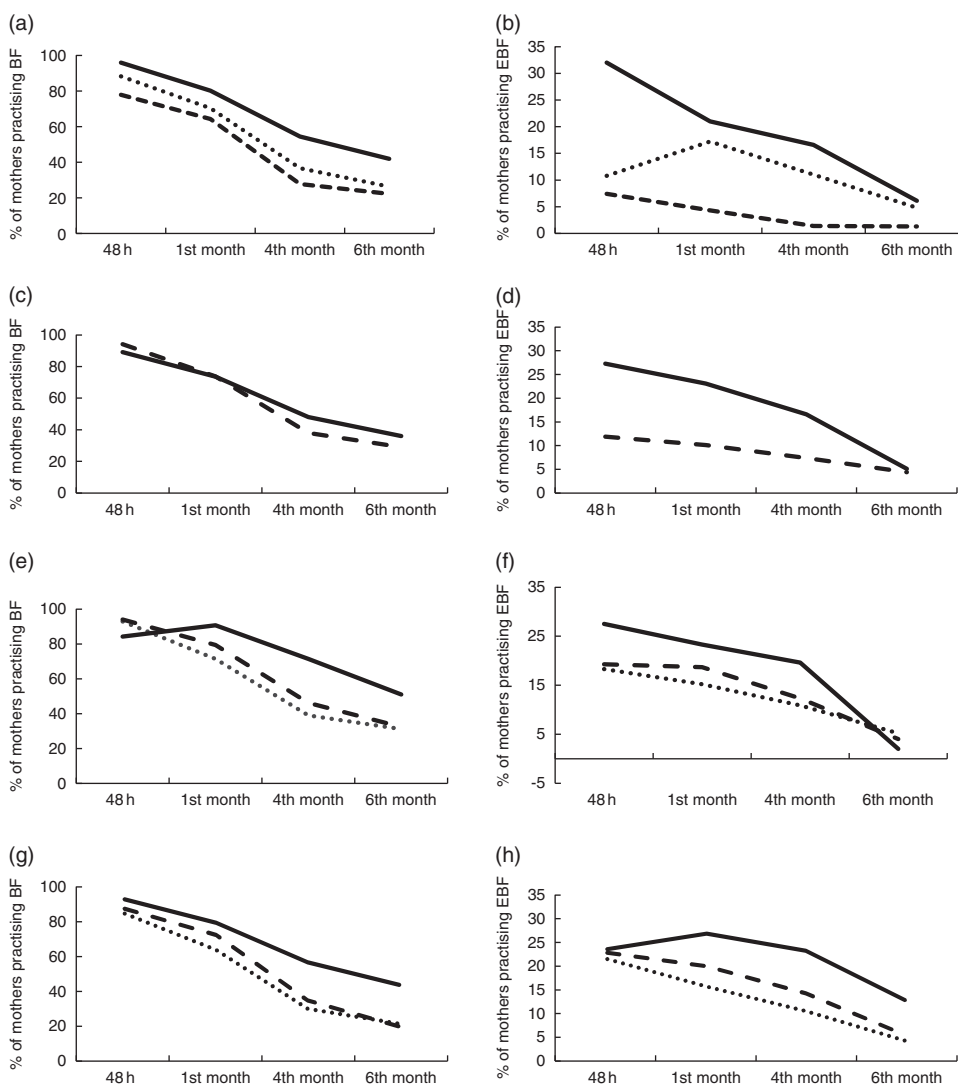 (a)
% of mothers practising BF
100
80
60
40
20
0
48 h 1st month 4th month 6th month
(b)
% of mothers practising EBF
35
30
25
20
15
10
5
0
48 h 1st month 4th month 6th month
(c)
% of mothers practising BF
100
80
60
40
20
0
48 h 1st month 4th month 6th month
(d)
% of mothers practising EBF
35
30
25
20
15
10
5
0
48 h 1st month 4th month 6th month
(e)
% of mothers practising BF
100
80
60
40
20
0
48 h 1st month 4th month 6th month
(f)
% of mothers practising EBF
35
25
15
5
-5
48 h 1st month 4th month 6th month
(g)
% of mothers practising BF
100
80
60
40
20
0
48 h 1st month 4th month 6th month
(h)
% of mothers practising EBF
35
30
25
20
15
10
5
0
48 h 1st month 4th month 6th month